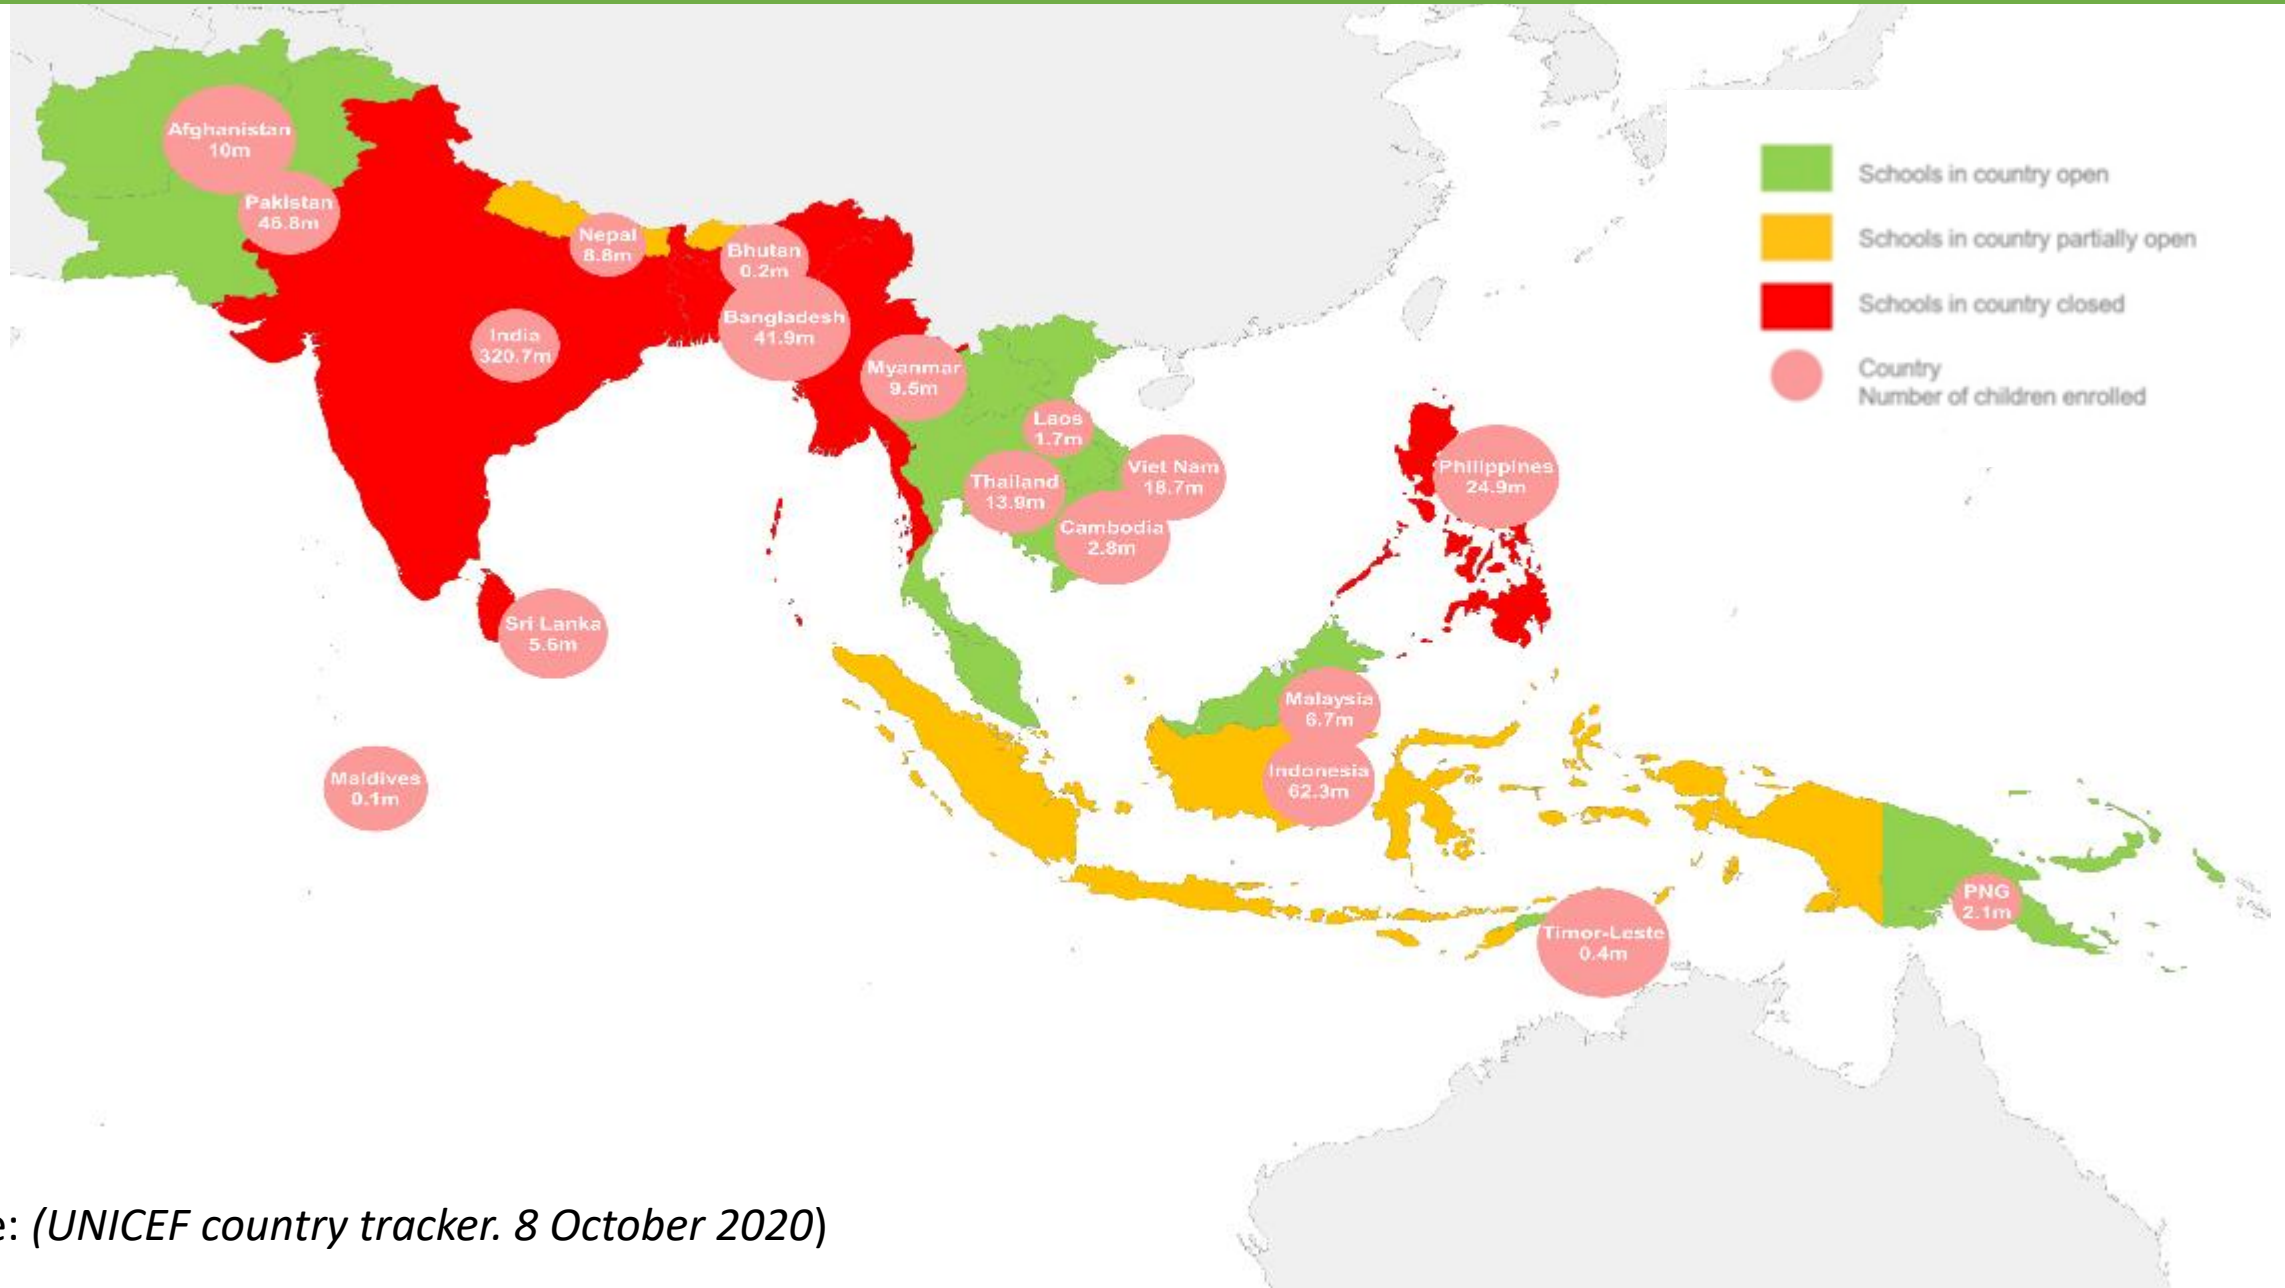 Afghanistan
10m
Pakistan
46.8m
Nepal
8.8m
Bhutan
0.2m
India
320.7m
Bangladesh
41.9m
Myanmar
9.5m
Laos
1.7m
Viet Nam
18.7m
Thailand
13.9m
Cambodia
2.8m
Philippines
24.9m
Sri Lanka
5.6m
Maldives
0.1m
Malaysia
6.7m
Indonesia
62.3m
PNG
2.1m
Timor-Leste
0.4m
Schools in country open
Schools in country partially open
Schools in country closed
Country
Number of children enrolled
e: (UNICEF country tracker. 8 October 2020)